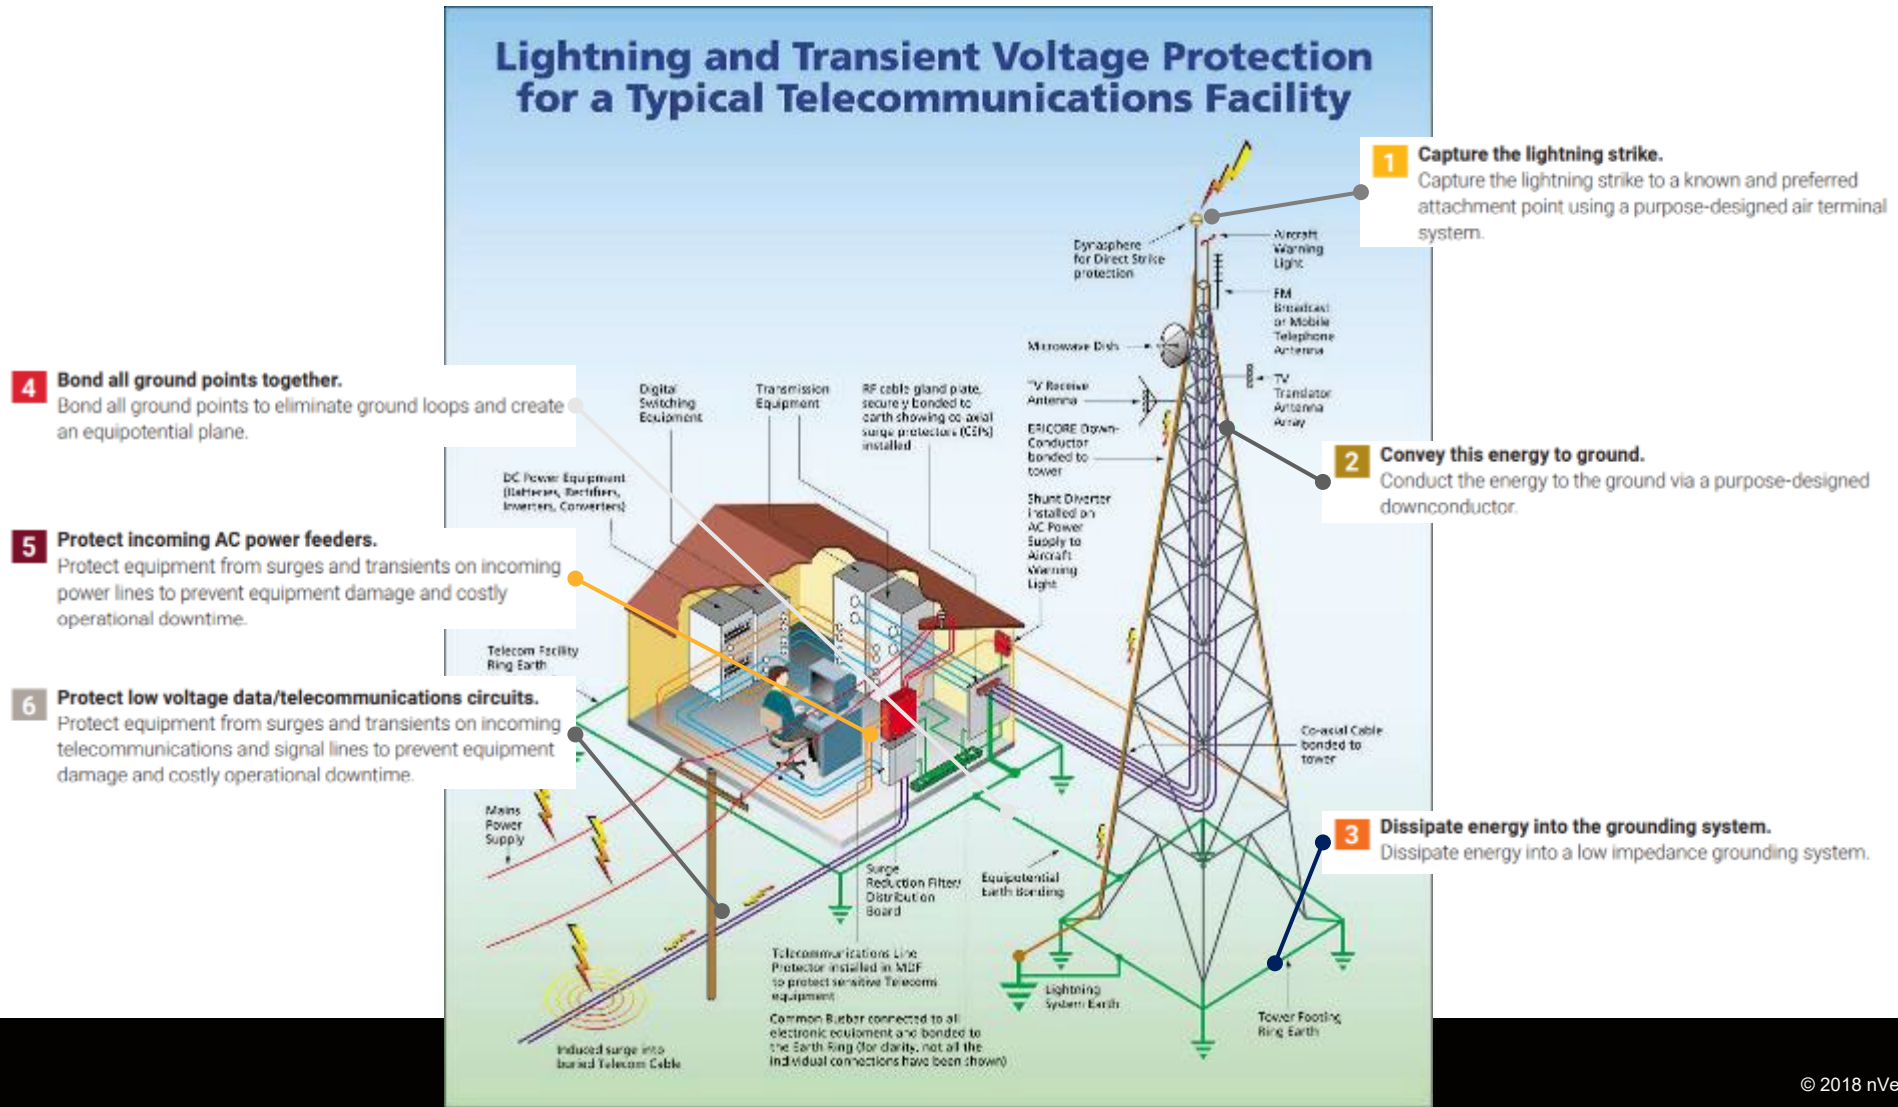 Lightning and Transient Voltage Protection
for a Typical Telecommunications Facility
1
Capture the lightning strike.
Capture the lightning strike to a known and preferred
attachment point using a purpose-designed air terminal
system.
Dynasphere
for Direct Strike
protection
Aircraft
Warning
Light
FM
Broadcast
or Mobile
Telephone
Antenna
Microwave Dish
TV Receive
Antenna
TV
Translator
Antenna
Array
4
Bond all ground points together.
Bond all ground points to eliminate ground loops and create
an equipotential plane.
Digital
Switching
Equipment
Transmission
Equipment
RF cable gland plate,
securely bonded to
earth showing co-axial
surge protectors (CSPs)
installed
ERICORE Down-
Conductor
bonded to
tower
2
Convey this energy to ground.
Conduct the energy to the ground via a purpose-designed
downconductor.
DC Power Equipment
(Batteries, Rectifiers,
Inverters, Converters)
Shunt Diverter
installed on
AC Power
Supply to
Aircraft
Warning
Light
5
Protect incoming AC power feeders.
Protect equipment from surges and transients on incoming
power lines to prevent equipment damage and costly
operational downtime.
Telecom Facility
Ring Earth
6
Protect low voltage data/telecommunications circuits.
Protect equipment from surges and transients on incoming
telecommunications and signal lines to prevent equipment
damage and costly operational downtime.
Co-axial Cable
bonded to
tower
Mains
Power
Supply
3
Dissipate energy into the grounding system.
Dissipate energy into a low impedance grounding system.
Surge
Reduction Filter/
Distribution
Board
Equipotential
Earth Bonding
Telecommunications Line
Protector installed in MDF
to protect sensitive Telecoms
equipment
Lightning
System Earth
Tower Footing
Ring Earth
Common Busbar connected to all
electronic equipment and bonded to
the Earth Ring (for clarity, not all the
individual connections have been shown)
Induced surge into
buried Telecom Cable
© 2018 nVe